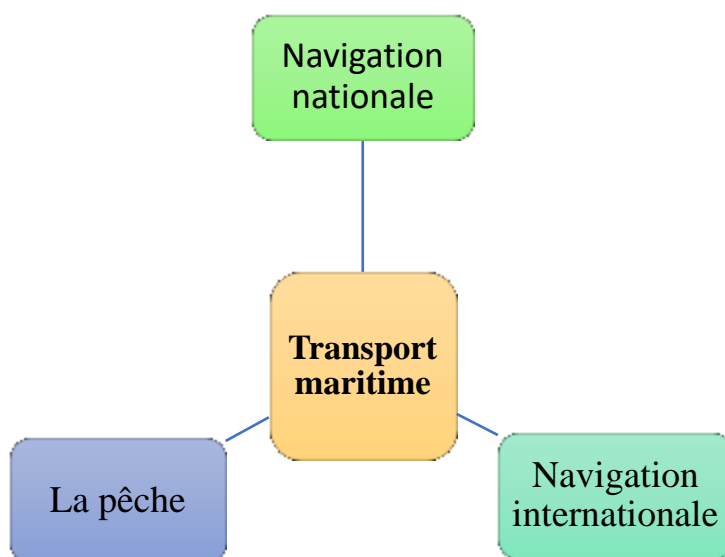 Navigation
nationale
Transport
maritime
La pêche
Navigation
internationale